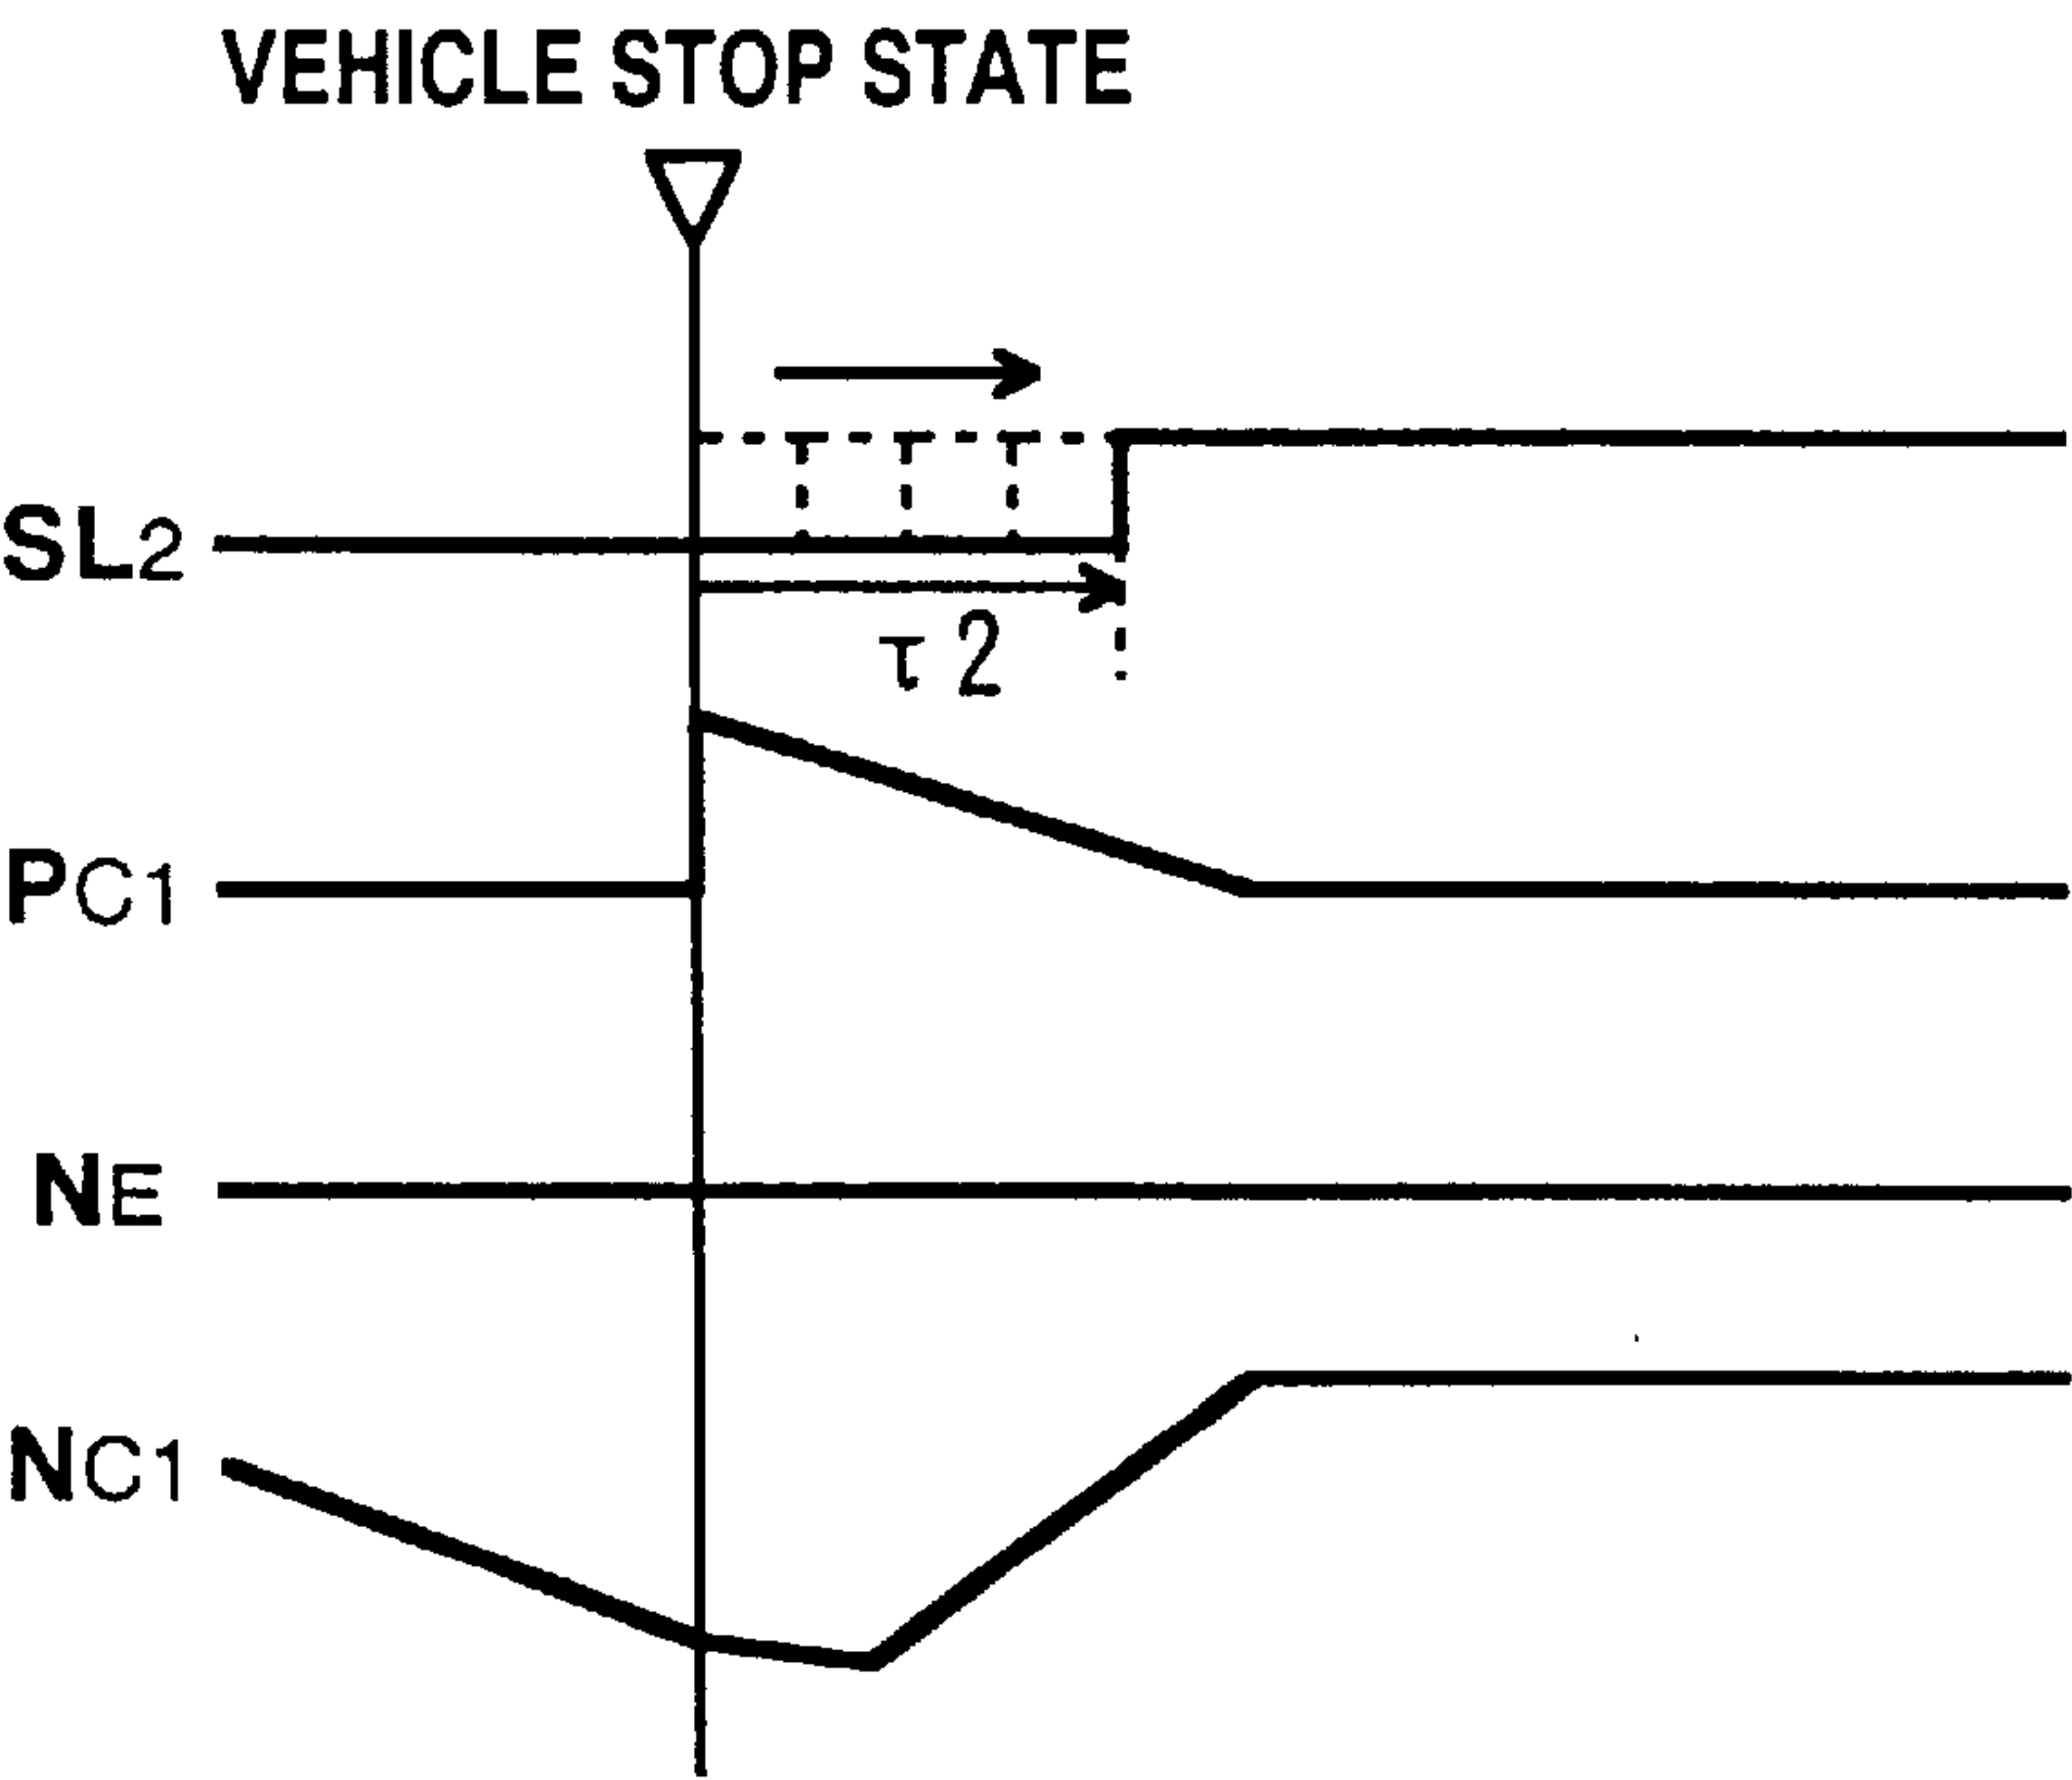 VEHICLE STOP STATE
SL2
τ2
PC1
NE
NC1